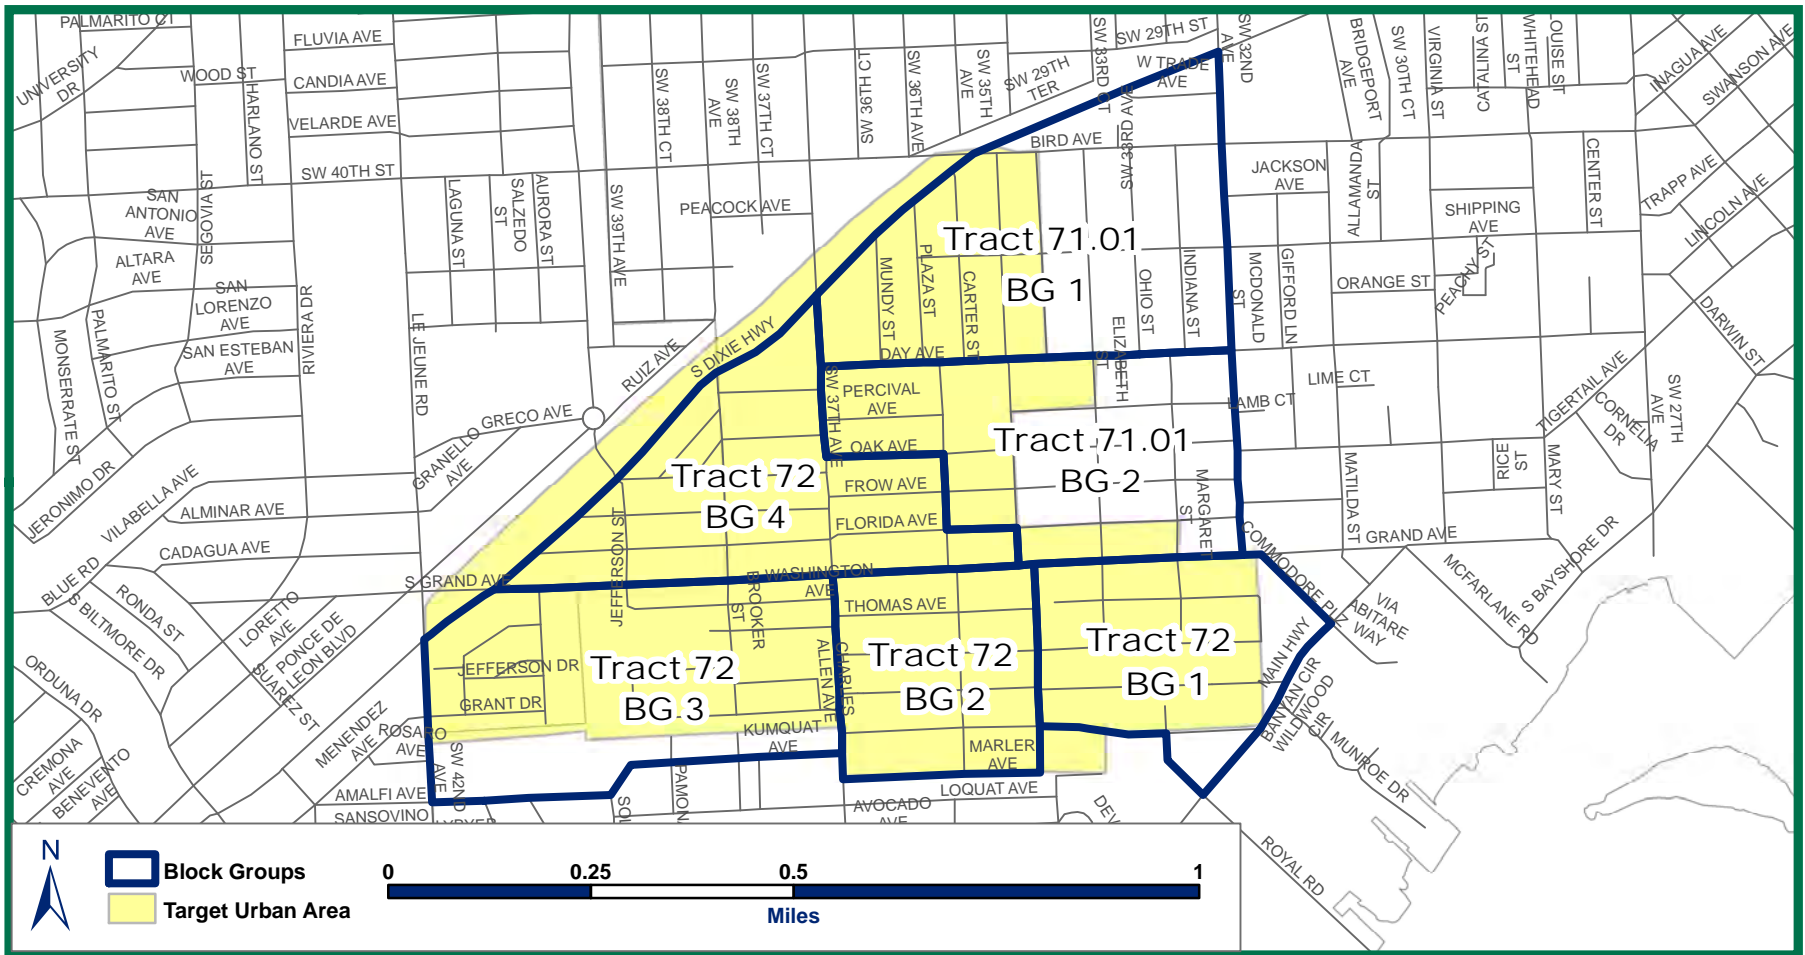 PALMARITO CT
FLUVIA AVE
UNIVERSITY
DR
WOOD ST
HARLANO ST
CANDIA AVE
VELARDE AVE
SW 40TH ST
SW 38TH CT
SW 38TH
AVE
SW 37TH CT
SW 36TH CT
SW 36TH AVE
SW 35TH
AVE
SW 29TH
TER
SW 33RD CT
SW 29TH ST
W TRADE
AVE
SW 33RD AVE
SW 32ND
AVE
BRIDGEPORT
AVE
SW 30TH CT
VIRGINIA ST
CATALINA ST
WHITEHEAD
ST
LOUISE ST
INAGUA AVE
SWANSON AVE
BIRD AVE
JACKSON
AVE
ALLAMANDA
ST
CENTER ST
TRAPP AVE
LINCOLN AVE
SHIPPING
AVE
SAN
ANTONIO
AVE
SEGOVIA ST
ALTARA
AVE
SAN
LORENZO
AVE
SAN ESTEBAN
AVE
RIVIERA DR
LAGUNA ST
SALZEDO
ST
AURORA ST
SW 39TH AVE
PEACOCK AVE
Tract 71.01
BG 1
MUNDY ST
PLAZA ST
CARTER ST
OHIO ST
INDIANA ST
MCDONALD
ST
GIFFORD LN
ORANGE ST
PEACHY ST
DARWIN ST
MONSERRATE ST
PALMARITO ST
LE JEUNE RD
RUIZ AVE
S DIXIE HWY
DAY AVE
ELIZABETH
ST
LIME CT
LAMB CT
TIGERTAIL AVE
CORNELIA
DR
SW 27TH
AVE
GRECO AVE
GRANELLO
AVE
SW 37TH AVE
PERCIVAL
AVE
OAK AVE
FROW AVE
FLORIDA AVE
Tract 71.01
BG 2
Tract 72
BG 4
MARGARET
ST
MATILDA ST
RICE
ST
MARY ST
GRAND AVE
JERONIMO DR
VILABELLA AVE
ALMINAR AVE
CADAGUA AVE
BLUE RD
S BILTMORE DR
RONDA ST
S GRAND AVE
JEFFERSON ST
WASHINGTON
AVE
BROOKER
ST
COMMODORE PLZ
VIA
ABITARE
WAY
MCFARLANE RD
S BAYSHORE DR
LORETTO
AVE
PONCE DE
LEON BLVD
SUAREZ ST
ORDUNA DR
CREMONA
AVE
BENEVENTO
AVE
MENENDEZ
AVE
ROSARO
AVE
JEFFERSON DR
GRANT DR
Tract 72
BG 3
THOMAS AVE
CHARLES
ALLEN AVE
Tract 72
BG 2
Tract 72
BG 1
MAIN HWY
BANYAN CIR
WILDWOOD
CIR
MUNROE DR
KUMQUAT
AVE
MARLER
AVE
LOQUAT AVE
AVOCADO
AVE
AMALFI AVE
SANSOVINO
SW 42ND
AVE
ROYAL RD
N
Block Groups
Target Urban Area
0 0.25 0.5 1
Miles